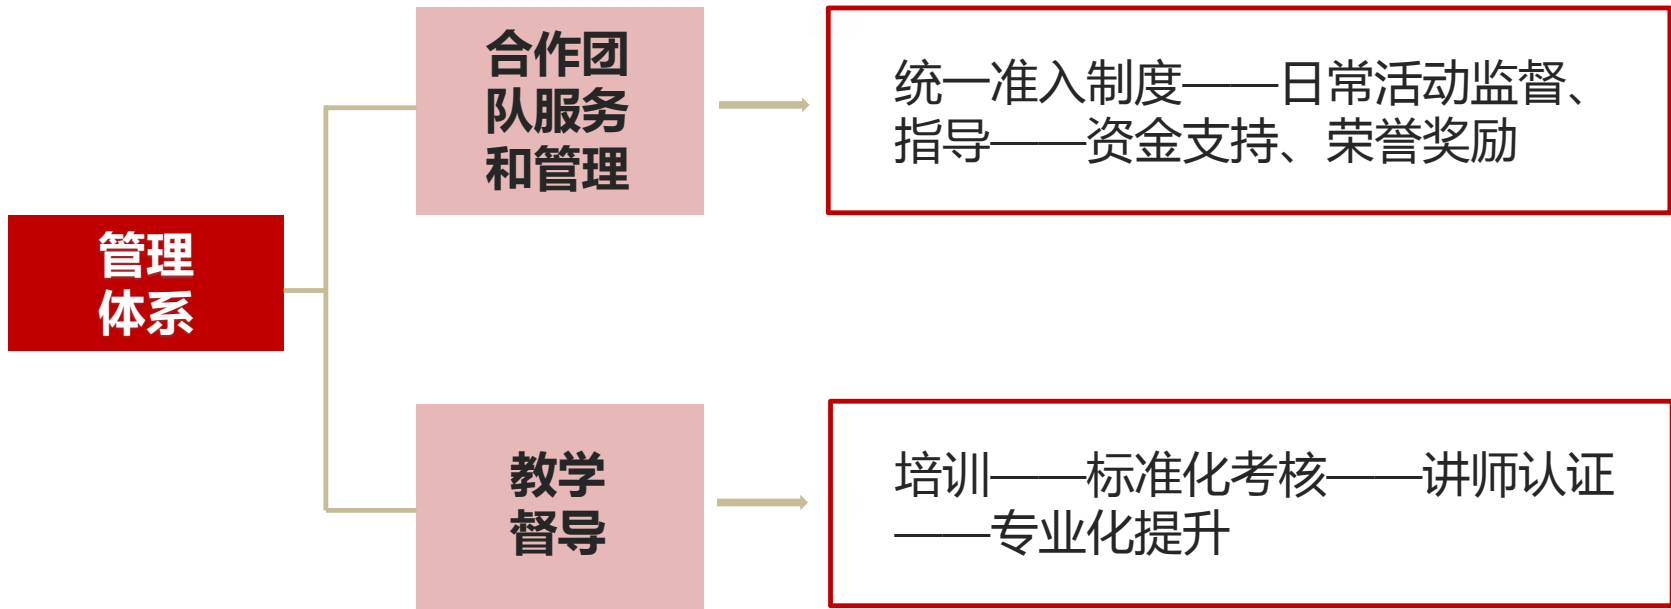 管理
体系
合作团
队服务
和管理
统一准入制度——日常活动监督、
指导——资金支持、荣誉奖励
教学
督导
培训——标准化考核——讲师认证
——专业化提升